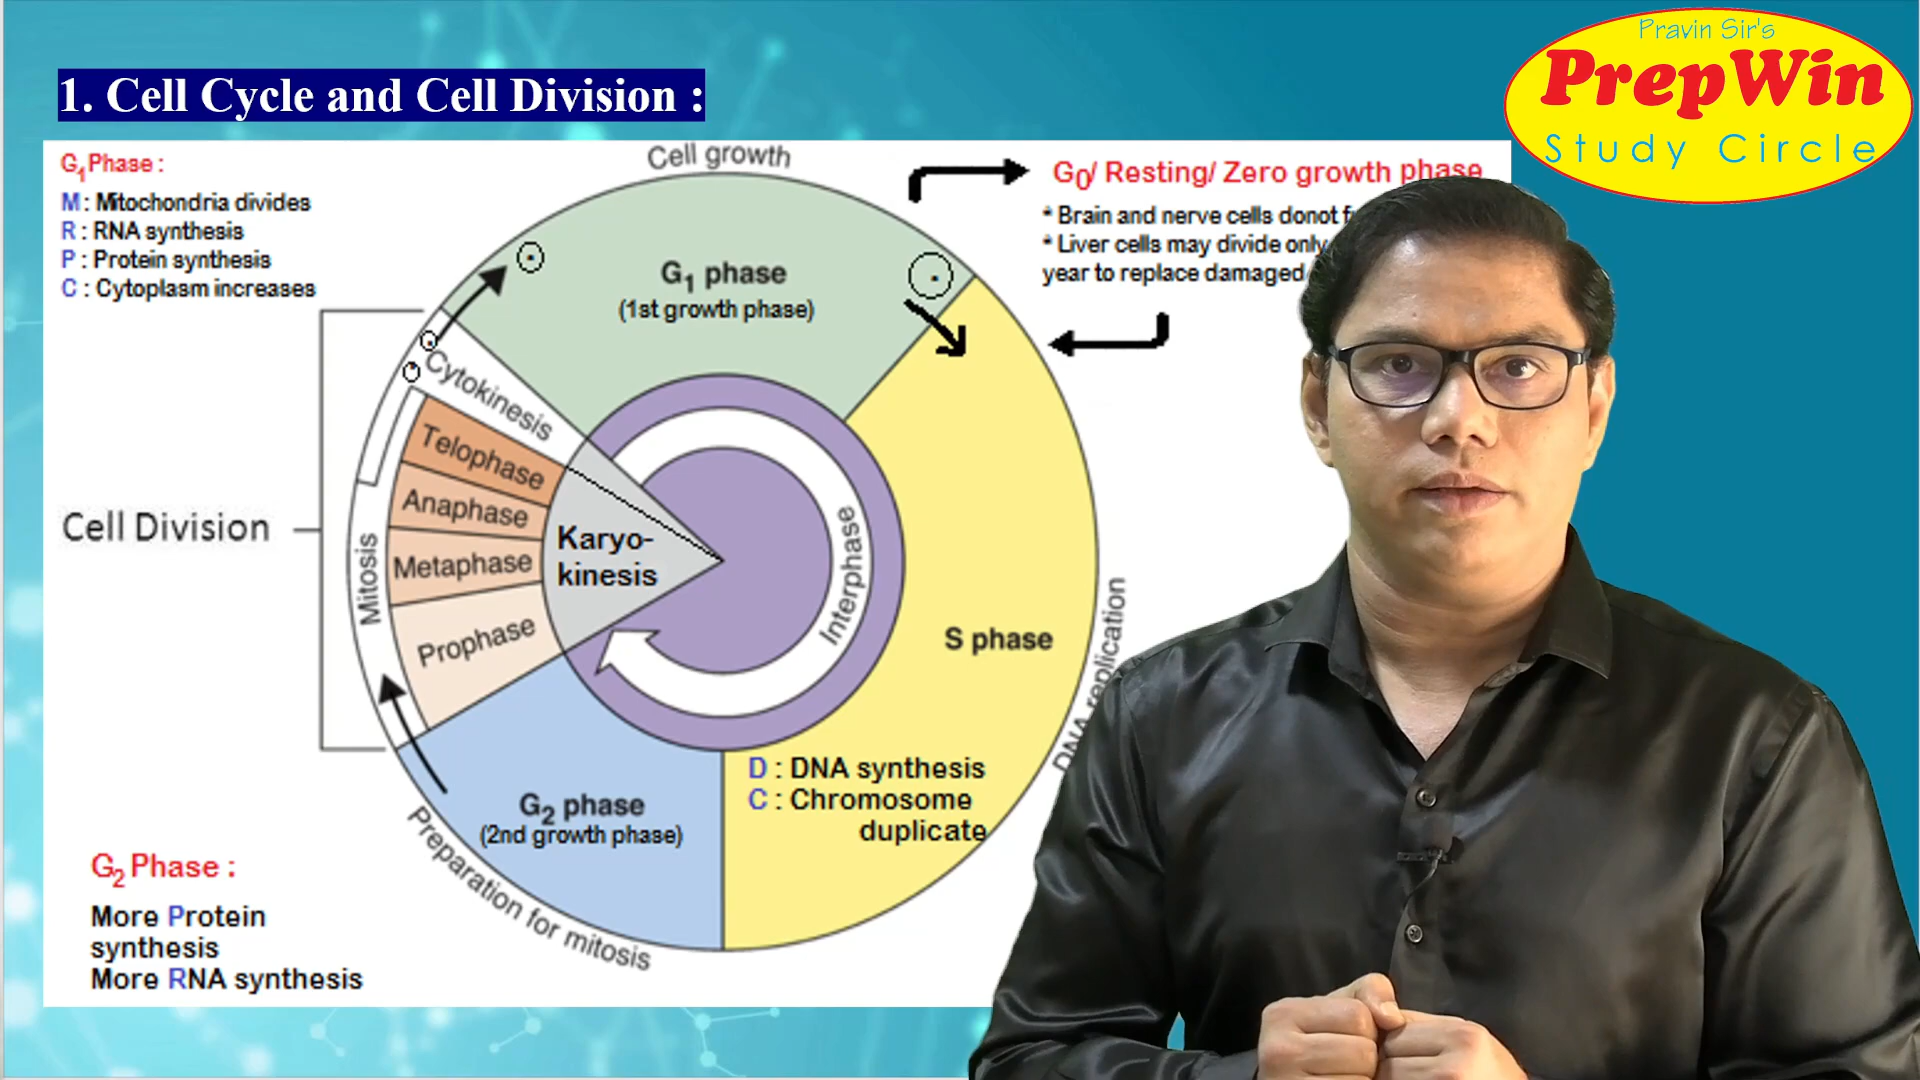 Pravin Sir's
PrepWin
Study Circle
1. Cell Cycle and Cell Division :
G1 Phase :
M : Mitochondria divides
R : RNA synthesis
P : Protein synthesis
C : Cytoplasm increases
Cell growth
G0/ Resting/ Zero growth phase
* Brain and nerve cells donot
* Liver cells may divide only
year to replace damaged
G1 phase
(1st growth phase)
Cytokinesis
Telophase
Anaphase
Metaphase
Prophase
Mitosis
Cell Division
Karyo-
kinesis
Interphase
S phase
DNA replication
D : DNA synthesis
C : Chromosome
duplicate
G2 phase
(2nd growth phase)
Preparation for mitosis
G2 Phase :
More Protein
synthesis
More RNA synthesis